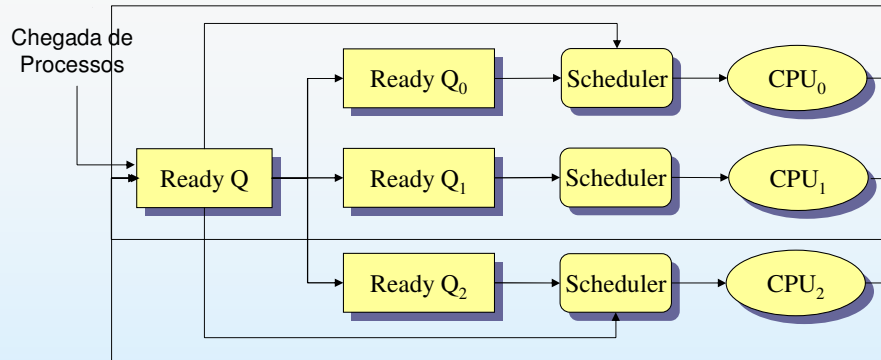 Chegada de
Processos
Ready Q₀
Scheduler
CPU₀
Ready Q
Ready Q₁
Scheduler
CPU₁
Ready Q₂
Scheduler
CPU₂